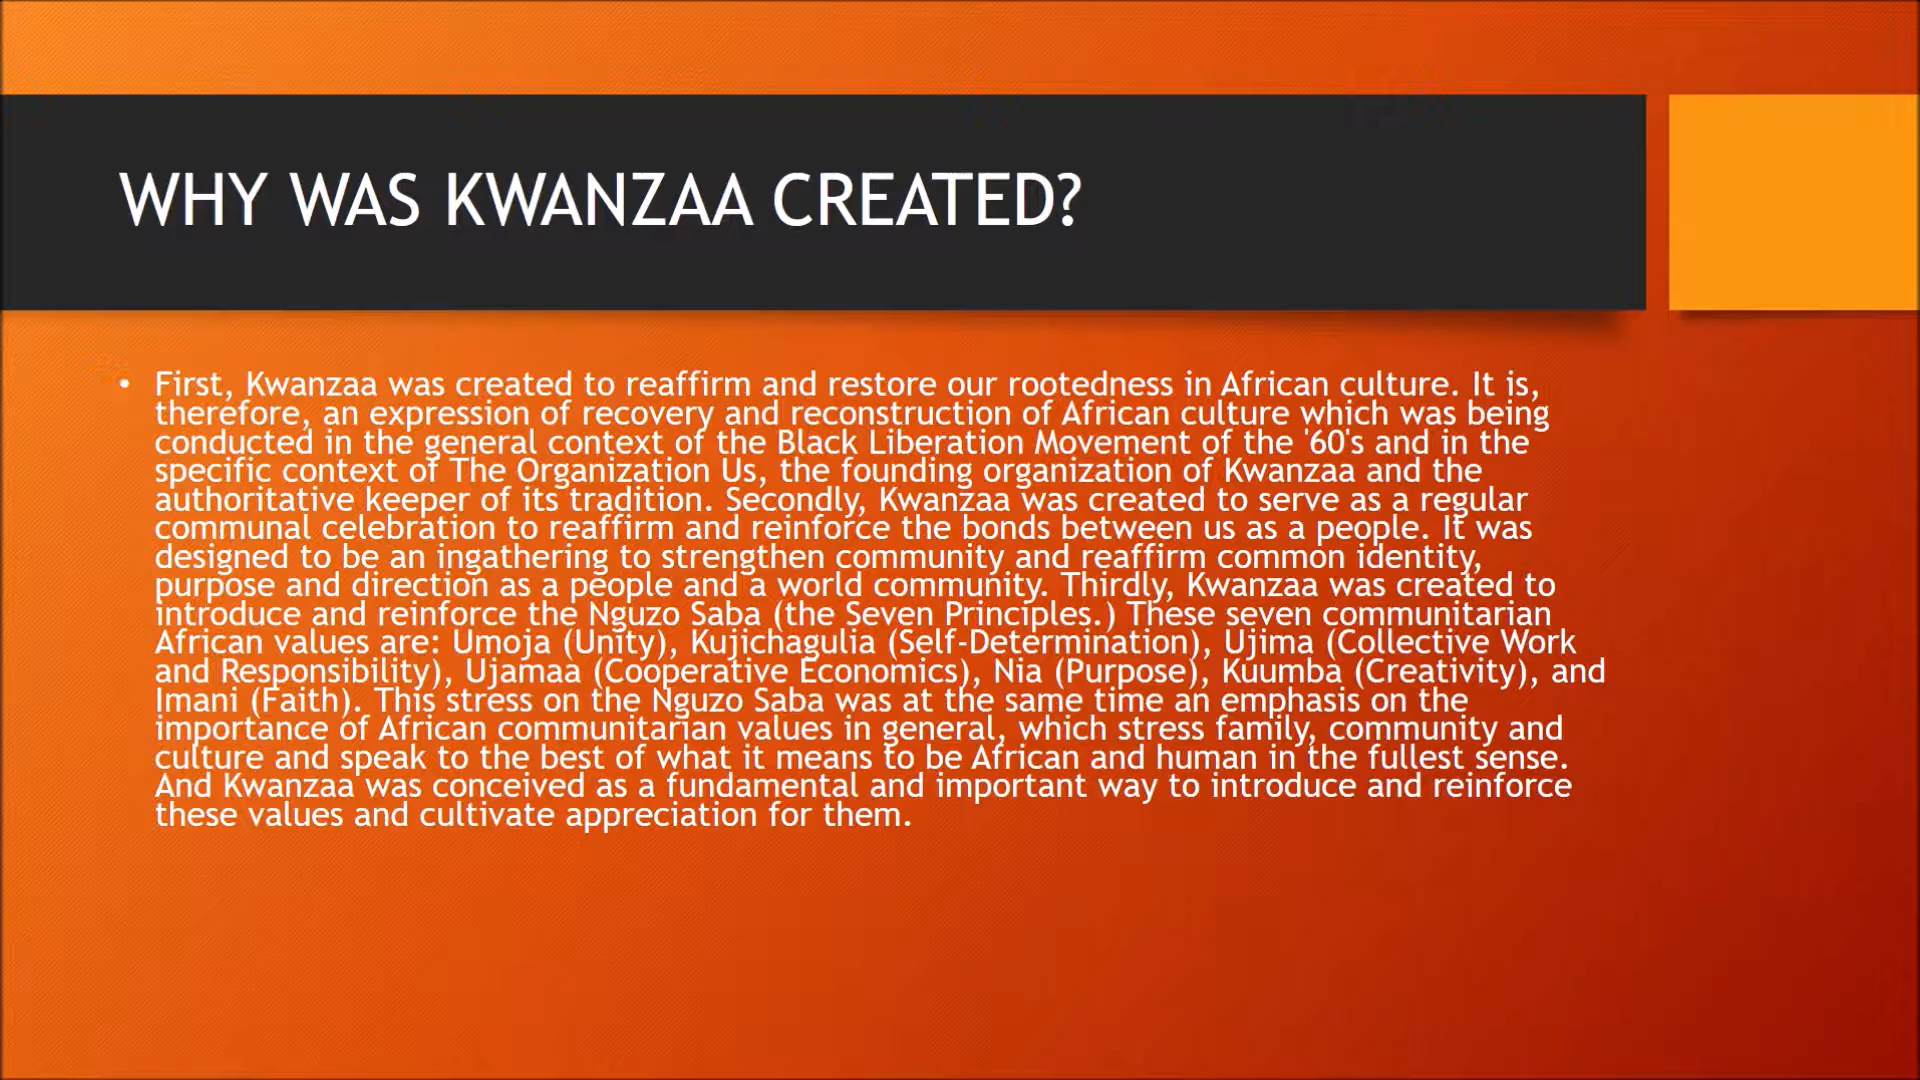 WHY WAS KWANZAA CREATED?
• First, Kwanzaa was created to reaffirm and restore our rootedness in African culture. It is,
therefore, an expression of recovery and reconstruction of African culture which was being
conducted in the general context of the Black Liberation Movement of the '60's and in the
specific context of The Organization Us, the founding organization of Kwanzaa and the
authoritative keeper of its tradition. Secondly, Kwanzaa was created to serve as a regular
communal celebration to reaffirm and reinforce the bonds between us as a people. It was
designed to be an ingathering to strengthen community and reaffirm common identity,
purpose and direction as a people and a world community. Thirdly, Kwanzaa was created to
introduce and reinforce the Nguzo Saba (the Seven Principles.) These seven communitarian
African values are: Umoja (Unity), Kujichagulia (Self-Determination), Ujima (Collective Work
and Responsibility), Ujamaa (Cooperative Economics), Nia (Purpose), Kuumba (Creativity), and
Imani (Faith). This stress on the Nguzo Saba was at the same time an emphasis on the
importance of African communitarian values in general, which stress family, community and
culture and speak to the best of what it means to be African and human in the fullest sense.
And Kwanzaa was conceived as a fundamental and important way to introduce and reinforce
these values and cultivate appreciation for them.